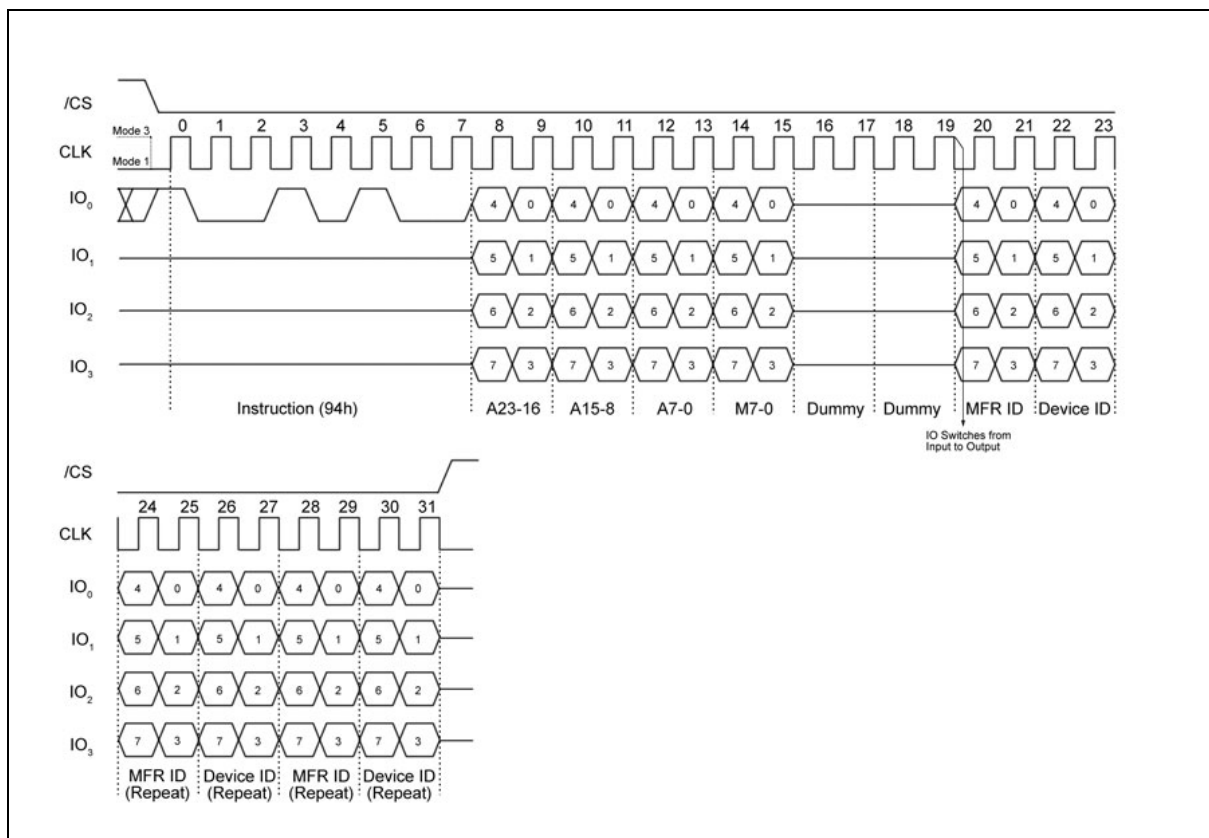 /CS
Mode 3
0 1 2 3 4 5 6 7 8 9 10 11 12 13 14 15 16 17 18 19 20 21 22 23
CLK
Mode 1
IO0 4 0 4 0 4 0 4 0 4 0 4 0
IO1 5 1 5 1 5 1 5 1 5 1 5 1
IO2 6 2 6 2 6 2 6 2 6 2 6 2
IO3 7 3 7 3 7 3 7 3 7 3 7 3
Instruction (94h) A23-16 A15-8 A7-0 M7-0 Dummy Dummy MFR ID Device ID
IO Switches from
Input to Output
/CS
24 25 26 27 28 29 30 31
CLK
IO0 4 0 4 0 4 0 4 0
IO1 5 1 5 1 5 1 5 1
IO2 6 2 6 2 6 2 6 2
IO3 7 3 7 3 7 3 7 3
MFR ID Device ID MFR ID Device ID
(Repeat) (Repeat) (Repeat) (Repeat)